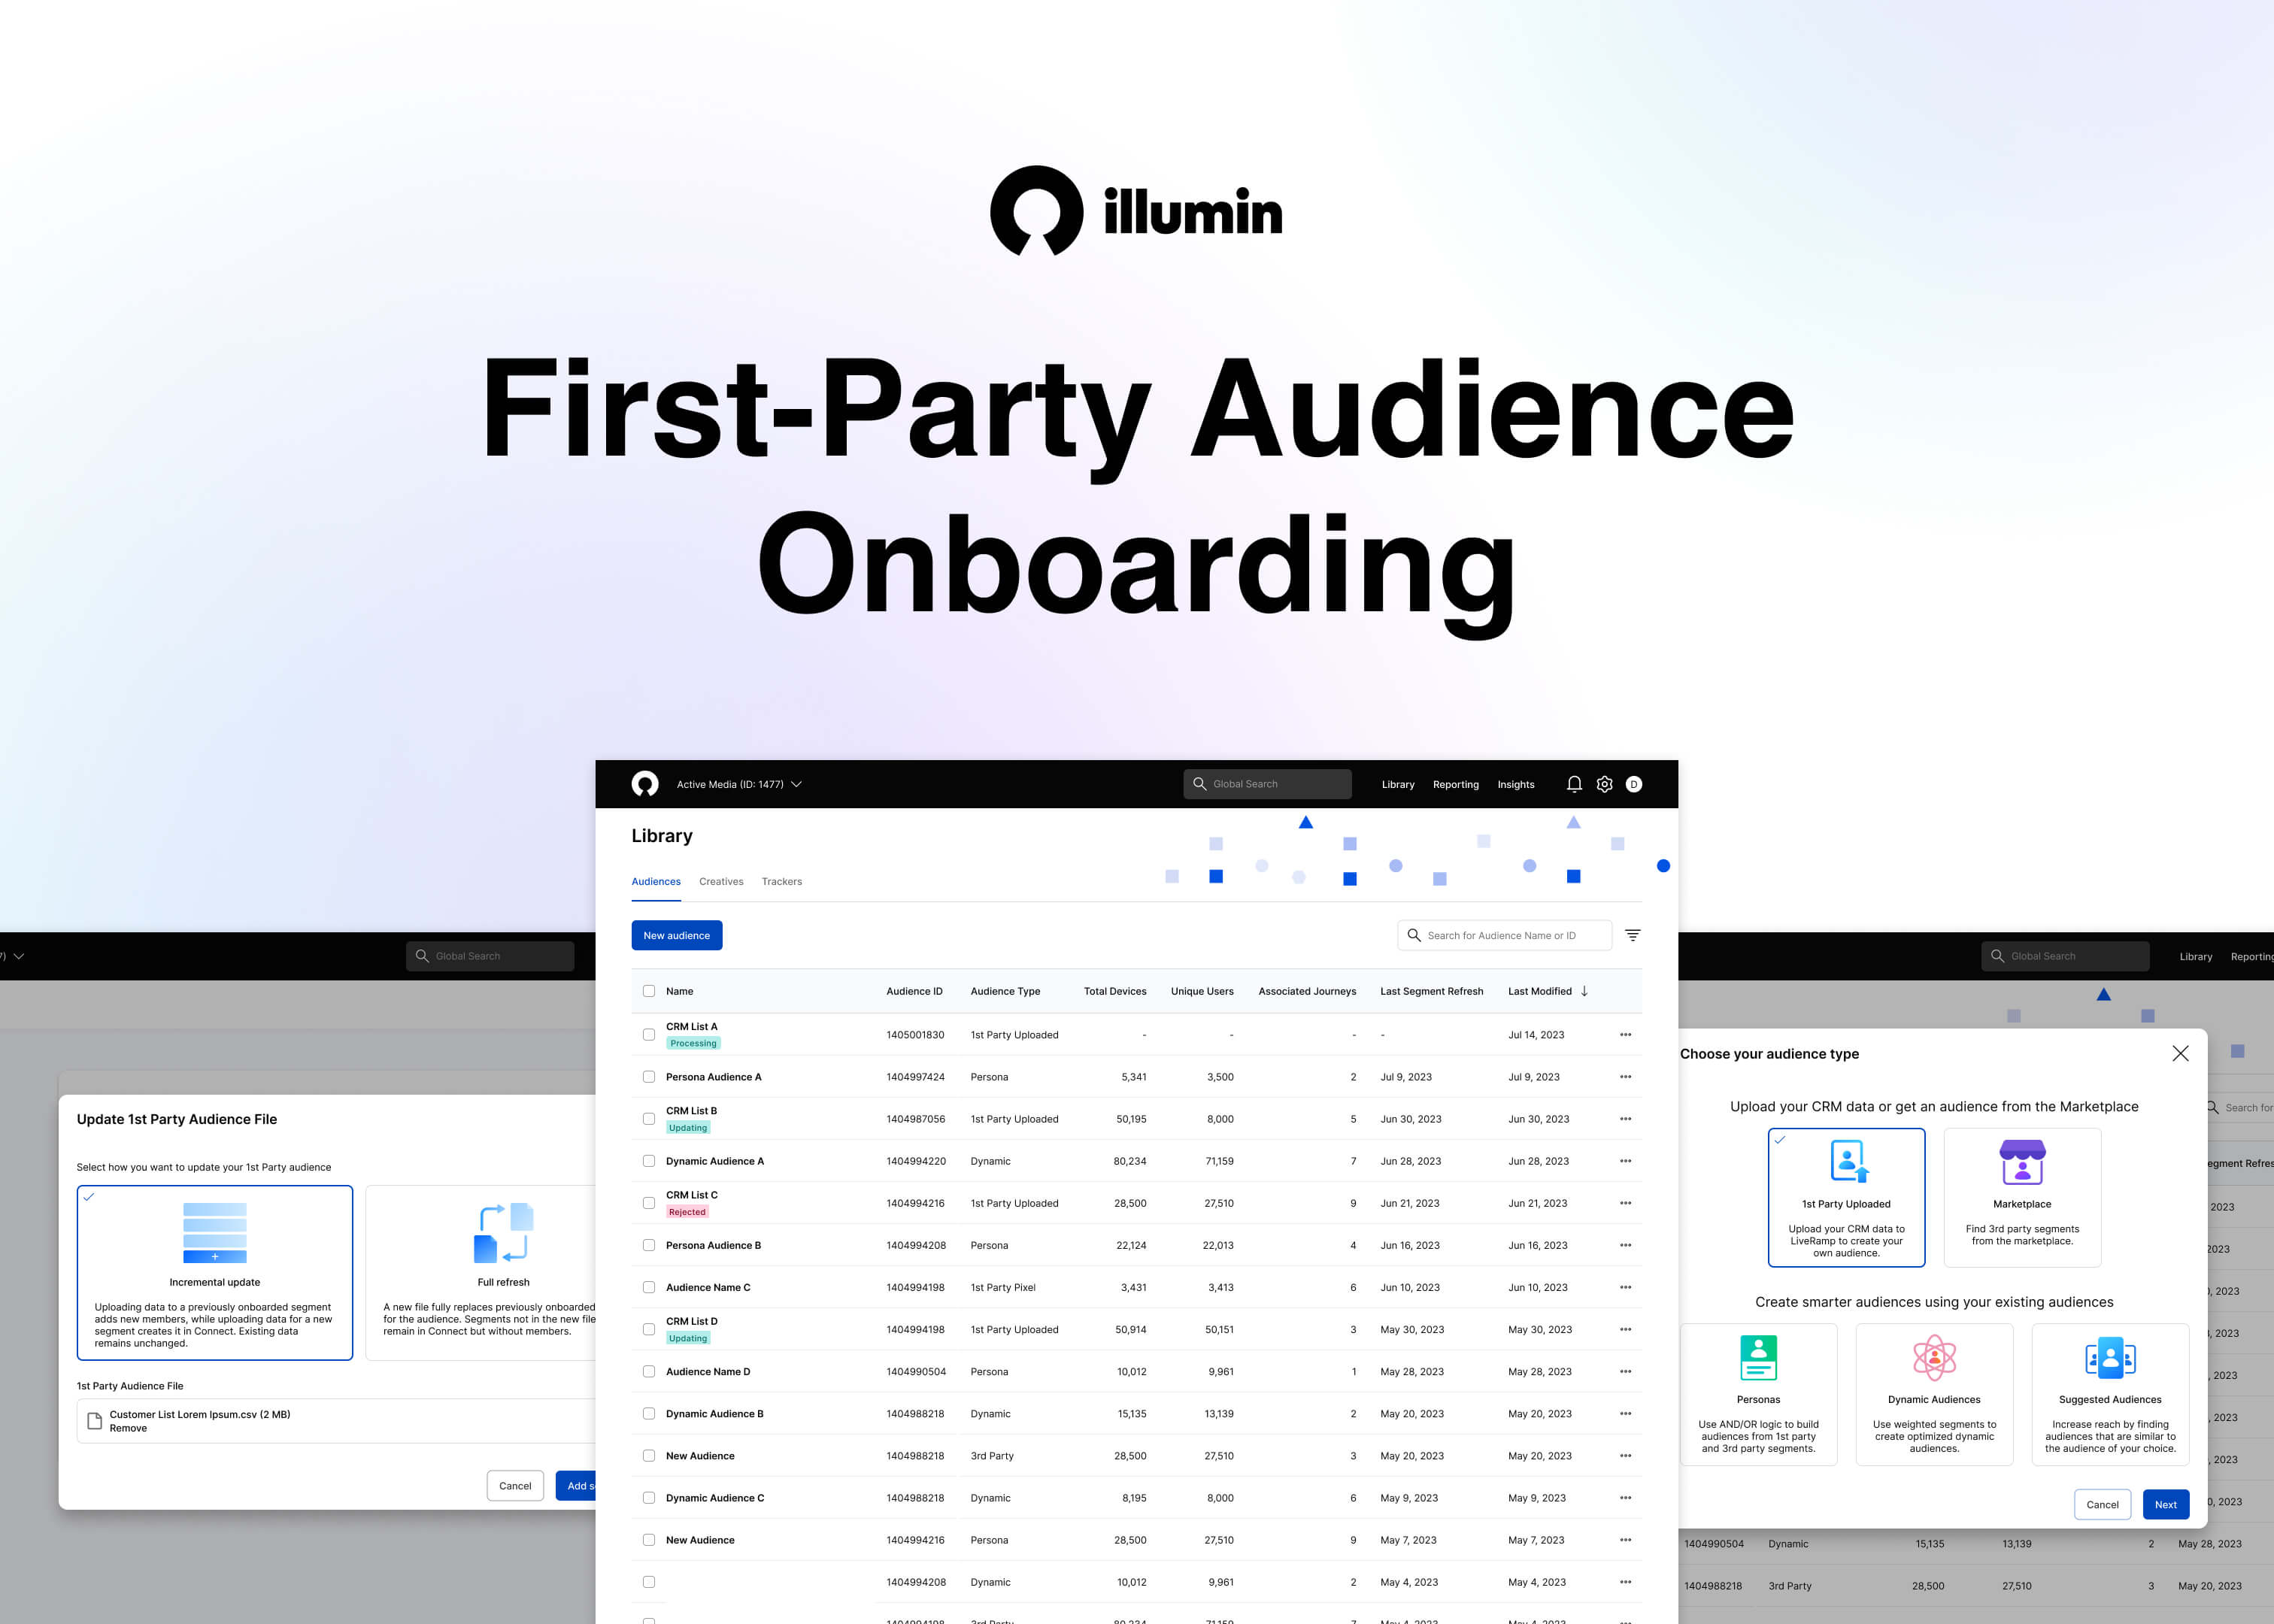 illumin
First-Party Audience
Onboarding
Active Media (ID: 1477)
Global Search
Library Reporting Insights
D
Library
Audiences Creatives Trackers
New audience
Search for Audience Name or ID
Name Audience ID Audience Type Total Devices Unique Users Associated Journeys Last Segment Refresh Last Modified
CRM List A 1405001830 1st Party Uploaded - - - - Jul 14, 2023
Processing
Persona Audience A 1404997424 Persona 5,341 3,500 2 Jul 9, 2023 Jul 9, 2023
CRM List B 1404987056 1st Party Uploaded 50,195 8,000 5 Jun 30, 2023 Jun 30, 2023
Updating
Dynamic Audience A 1404994220 Dynamic 80,234 71,159 7 Jun 28, 2023 Jun 28, 2023
CRM List C 1404994216 1st Party Uploaded 28,500 27,510 9 Jun 21, 2023 Jun 21, 2023
Rejected
Persona Audience B 1404994208 Persona 22,124 22,013 4 Jun 16, 2023 Jun 16, 2023
Audience Name C 1404994198 1st Party Pixel 3,431 3,413 6 Jun 10, 2023 Jun 10, 2023
CRM List D 1404994198 1st Party Uploaded 50,914 50,151 3 May 30, 2023 May 30, 2023
Updating
Audience Name D 1404990504 Persona 10,012 9,961 1 May 28, 2023 May 28, 2023
Dynamic Audience B 1404988218 Dynamic 15,135 13,139 2 May 20, 2023 May 20, 2023
New Audience 1404988218 3rd Party 28,500 27,510 3 May 20, 2023 May 20, 2023
Dynamic Audience C 1404988218 Dynamic 8,195 8,000 6 May 9, 2023 May 9, 2023
New Audience 1404994216 Persona 28,500 27,510 9 May 7, 2023 May 7, 2023
1404994208 Dynamic 10,012 9,961 2 May 4, 2023 May 4, 2023
7)
Global Search
Update 1st Party Audience File
Select how you want to update your 1st Party audience
Incremental update
Uploading data to a previously onboarded segment
adds new members, while uploading data for a new
segment creates it in Connect. Existing data
remains unchanged.
Full refresh
A new file fully replaces previously onboarded
for the audience. Segments not in the new file
remain in Connect but without members.
1st Party Audience File
Customer List Lorem Ipsum.csv (2 MB)
Remove
Cancel
Add s
Global Search
Library Reporting
Choose your audience type
Upload your CRM data or get an audience from the Marketplace
1st Party Uploaded
Upload your CRM data to
LiveRamp to create your
own audience.
Marketplace
Find 3rd party segments
from the marketplace.
Create smarter audiences using your existing audiences
Personas
Use AND/OR logic to build
audiences from 1st party
and 3rd party segments.
Dynamic Audiences
Use weighted segments to
create optimized dynamic
audiences.
Suggested Audiences
Increase reach by finding
audiences that are similar to
the audience of your choice.
Cancel
Next
Search for
egment Refres
2023
2023
, 2023
, 2023
, 2023
, 2023
, 2023
0, 2023
1404990504 Dynamic 15,135 13,139 2 May 28, 2023
1404988218 3rd Party 28,500 27,510 3 May 20, 2023